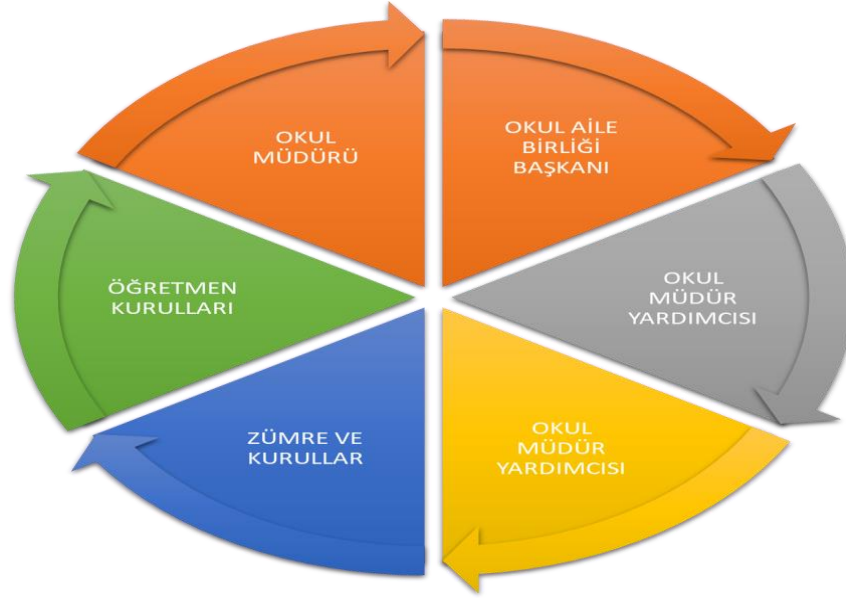 OKUL
MÜDÜRÜ
OKUL AİLE
BİRLİĞİ
BAŞKANI
OKUL
MÜDÜR
YARDIMCISI
OKUL
MÜDÜR
YARDIMCISI
ZÜMRE VE
KURULLAR
ÖĞRETMEN
KURULLARI